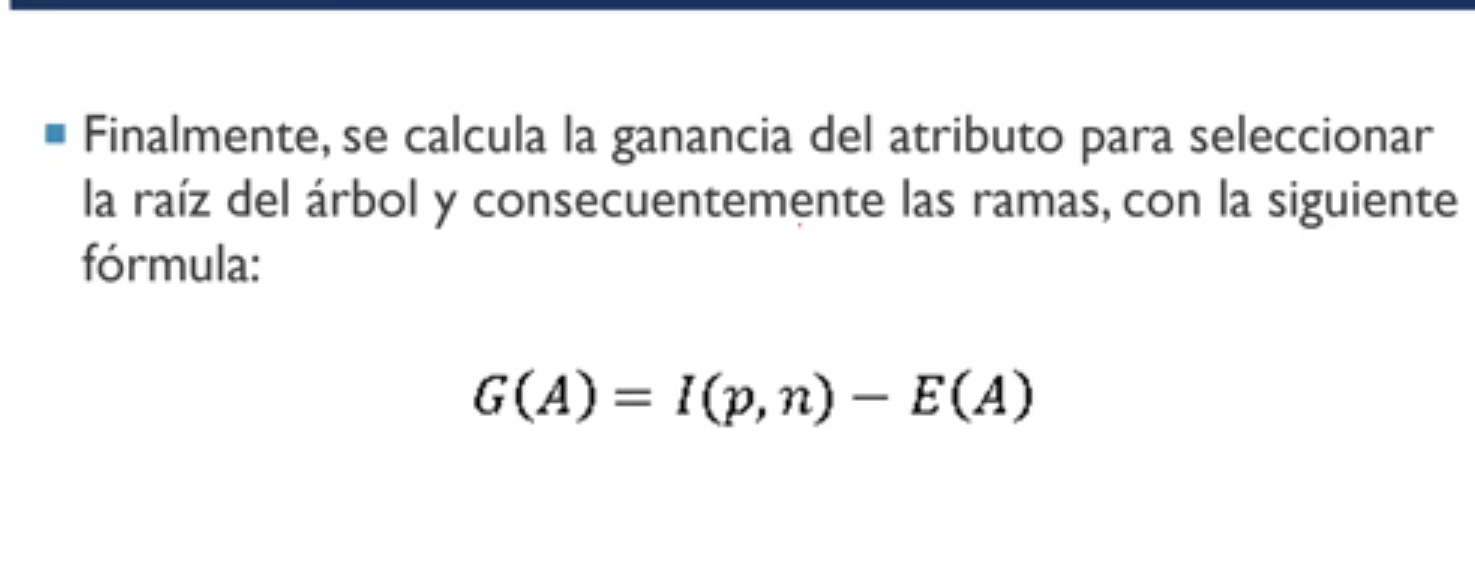 Finalmente, se calcula la ganancia del atributo para seleccionar
la raíz del árbol y consecuentemente las ramas, con la siguiente
fórmula:
G(A) = I(p, n) − E(A)